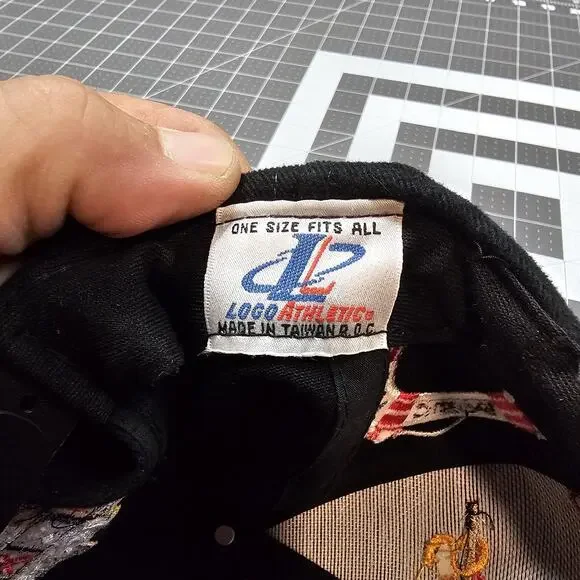 ONE SIZE FITS ALL
LOGO ATHLETIC®
MADE IN TAIWAN R.O.C.